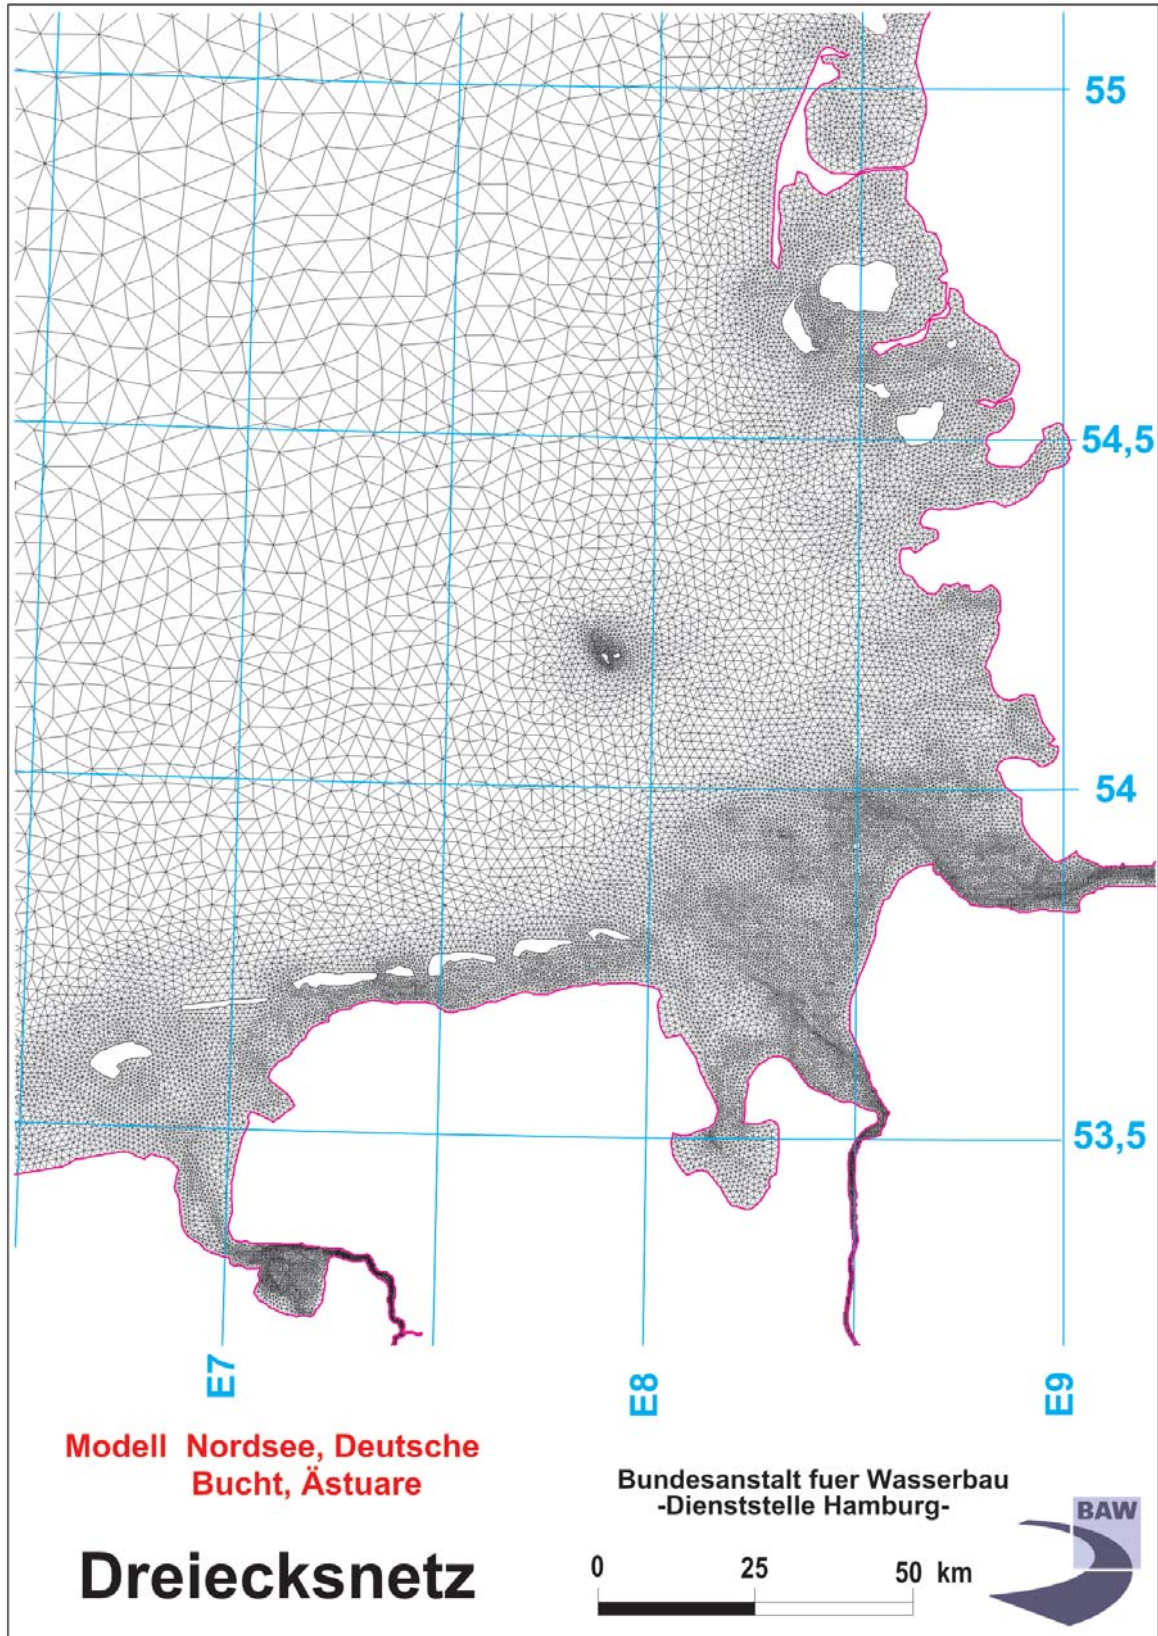 55
54,5
54
53,5
E7
E8
E9
Modell Nordsee, Deutsche
Bucht, Ästuare
Bundesanstalt fuer Wasserbau
-Dienststelle Hamburg-
BAW
Dreiecksnetz
0 25 50 km